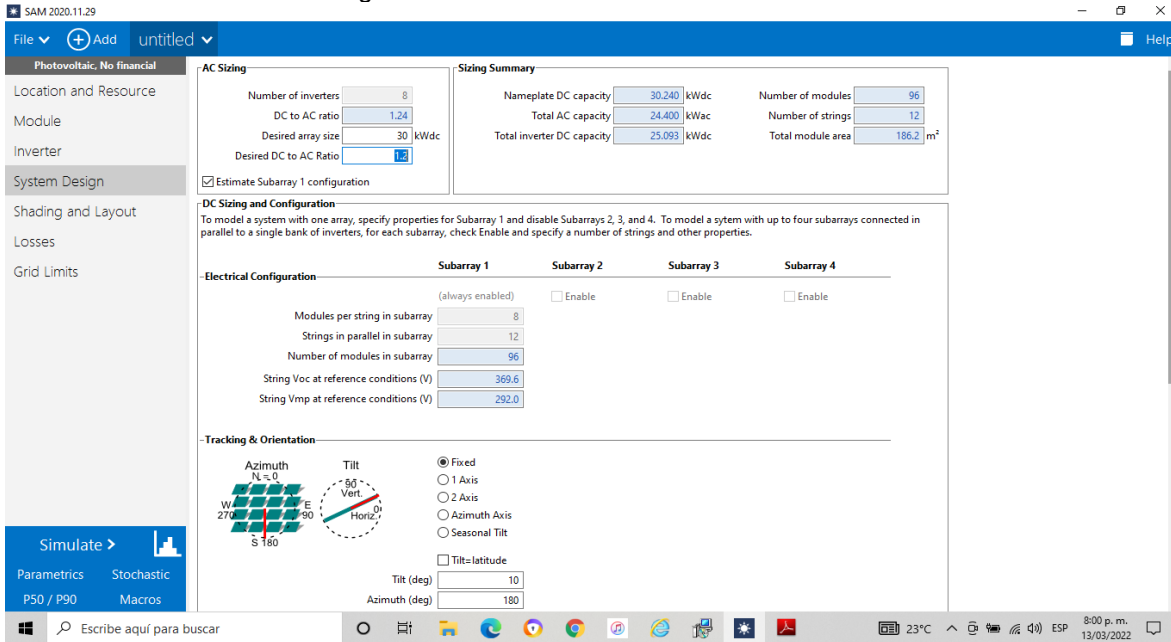 SAM 2020.11.29
File Add untitled Help
Photovoltaic, No financial
Location and Resource
Module
Inverter
System Design
Shading and Layout
Losses
Grid Limits
Simulate >
Parametrics Stochastic
P50 / P90 Macros
AC Sizing
Number of inverters 8
DC to AC ratio 1.24
Desired array size 30 kWdc
Desired DC to AC Ratio 1.2
Estimate Subarray 1 configuration
Sizing Summary
Nameplate DC capacity 30.240 kWdc Number of modules 96
Total AC capacity 24.400 kWac Number of strings 12
Total inverter DC capacity 25.093 kWdc Total module area 186.2 m²
DC Sizing and Configuration
To model a system with one array, specify properties for Subarray 1 and disable Subarrays 2, 3, and 4. To model a sytem with up to four subarrays connected in
parallel to a single bank of inverters, for each subarray, check Enable and specify a number of strings and other properties.
Subarray 1 Subarray 2 Subarray 3 Subarray 4
Electrical Configuration
(always enabled) Enable Enable Enable
Modules per string in subarray 8
Strings in parallel in subarray 12
Number of modules in subarray 96
String Voc at reference conditions (V) 369.6
String Vmp at reference conditions (V) 292.0
Tracking & Orientation
Azimuth Tilt
N = 0 90
Vert.
W E
270 90 Horiz. 0
S 180
Fixed
1 Axis
2 Axis
Azimuth Axis
Seasonal Tilt
Tilt=latitude
Tilt (deg) 10
Azimuth (deg) 180
Escribe aquí para buscar 23°C ESP 8:00 p. m.
13/03/2022